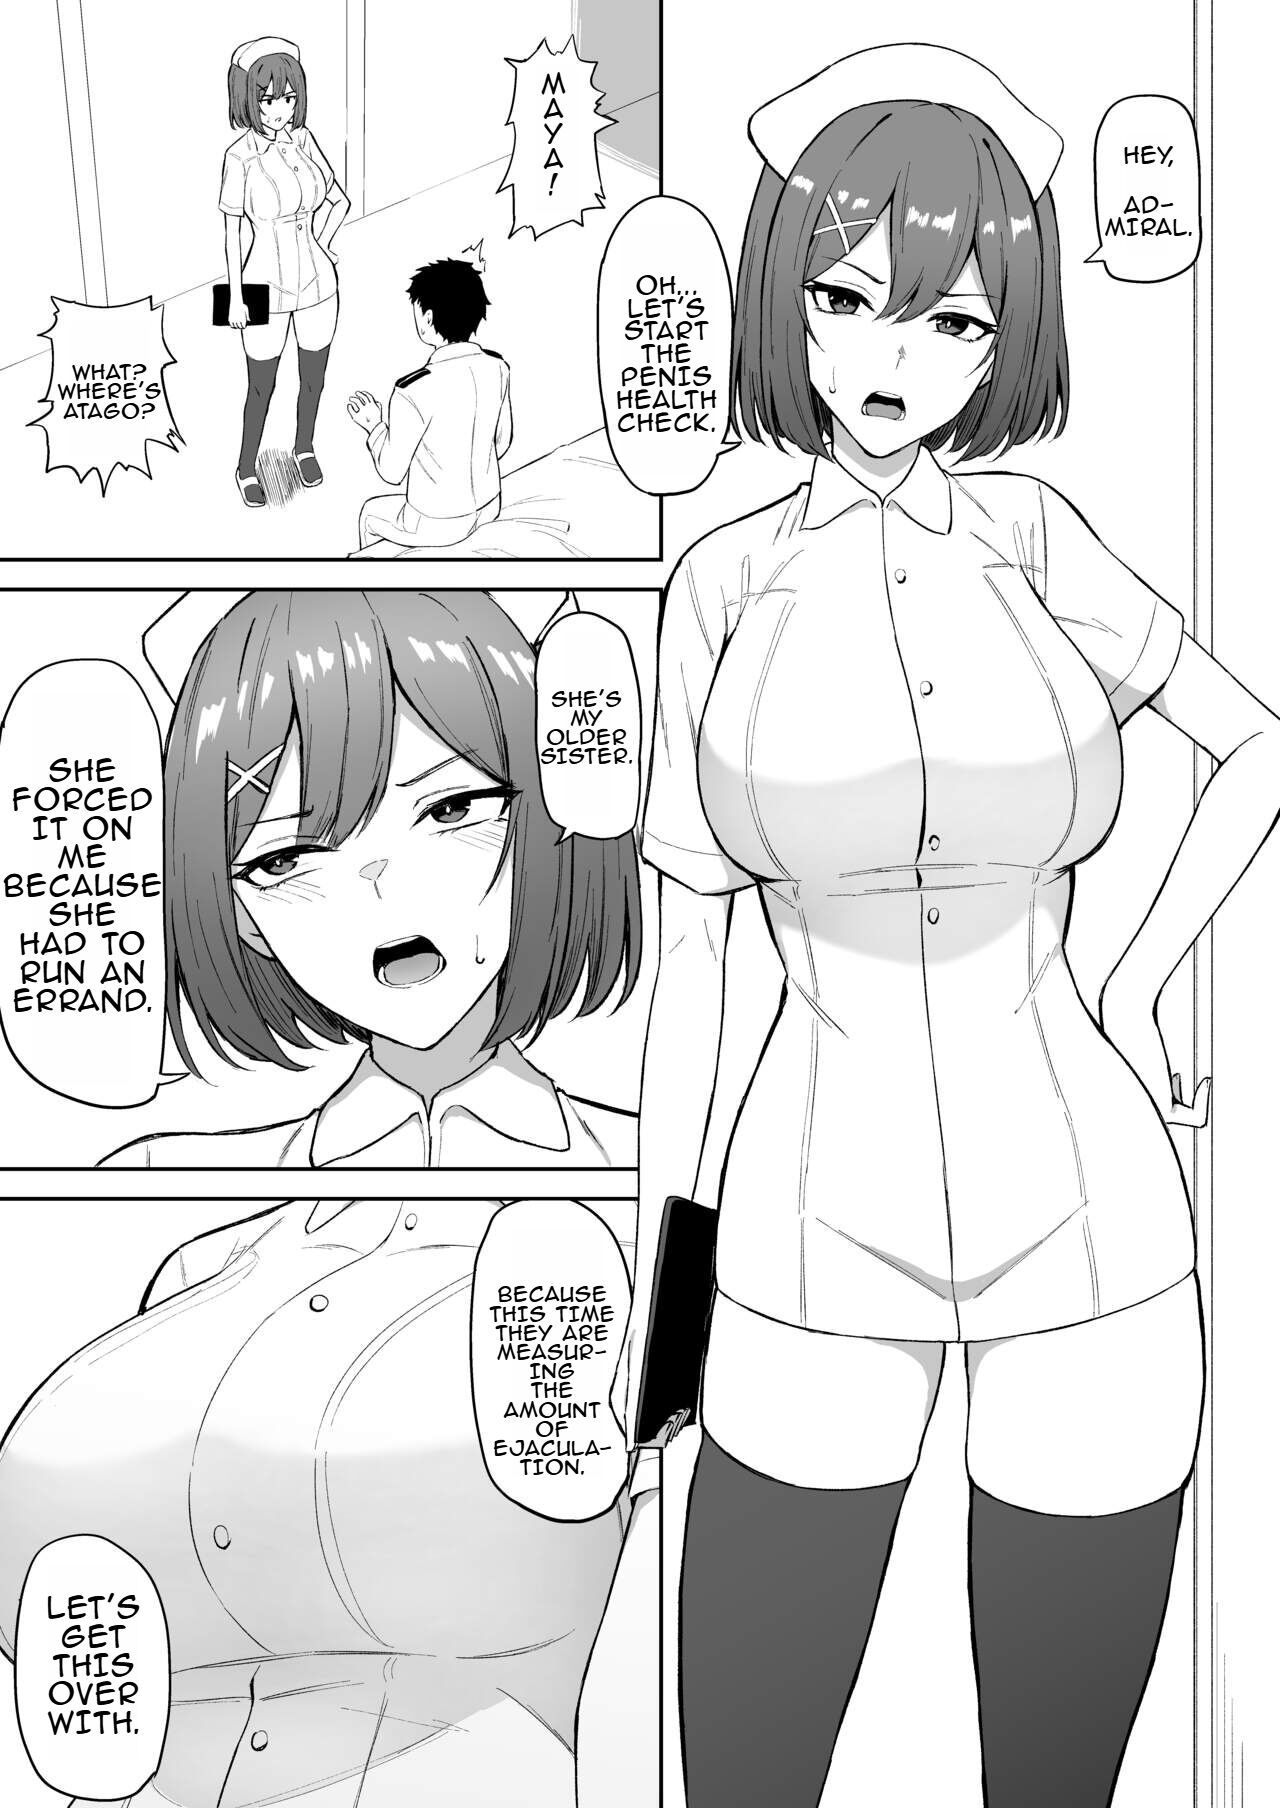 HEY,
AD-
MIRAL.
OH...
LET'S
START
THE
PENIS
HEALTH
CHECK.
MAYA!
WHAT?
WHERE'S
ATAGO?
SHE'S
MY
OLDER
SISTER.
SHE
FORCED
IT ON
ME
BECAUSE
SHE
HAD TO
RUN AN
ERRAND.
BECAUSE
THIS TIME
THEY ARE
MEASUR-
ING
THE
AMOUNT
OF
EJACULA-
TION.
LET'S
GET
THIS
OVER
WITH.